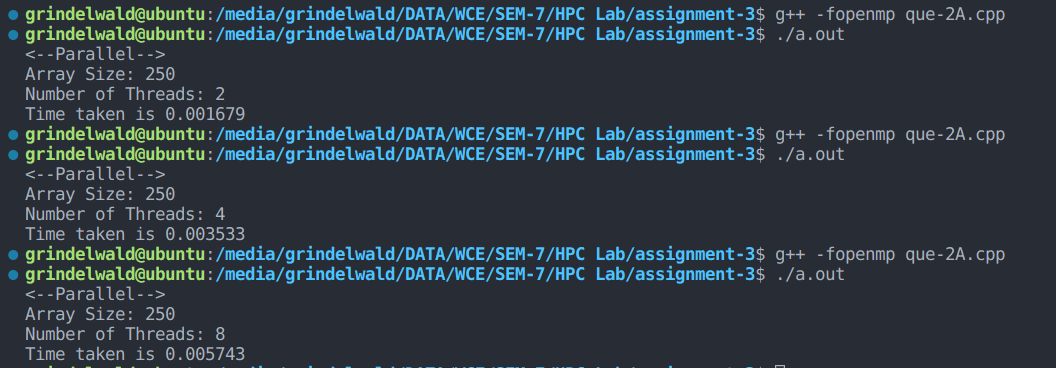 grindelwald@ubuntu:/media/grindelwald/DATA/WCE/SEM-7/HPC Lab/assignment-3$ g++ -fopenmp que-2A.cpp
grindelwald@ubuntu:/media/grindelwald/DATA/WCE/SEM-7/HPC Lab/assignment-3$ ./a.out
<--Parallel-->
Array Size: 250
Number of Threads: 2
Time taken is 0.001679
grindelwald@ubuntu:/media/grindelwald/DATA/WCE/SEM-7/HPC Lab/assignment-3$ g++ -fopenmp que-2A.cpp
grindelwald@ubuntu:/media/grindelwald/DATA/WCE/SEM-7/HPC Lab/assignment-3$ ./a.out
<--Parallel-->
Array Size: 250
Number of Threads: 4
Time taken is 0.003533
grindelwald@ubuntu:/media/grindelwald/DATA/WCE/SEM-7/HPC Lab/assignment-3$ g++ -fopenmp que-2A.cpp
grindelwald@ubuntu:/media/grindelwald/DATA/WCE/SEM-7/HPC Lab/assignment-3$ ./a.out
<--Parallel-->
Array Size: 250
Number of Threads: 8
Time taken is 0.005743